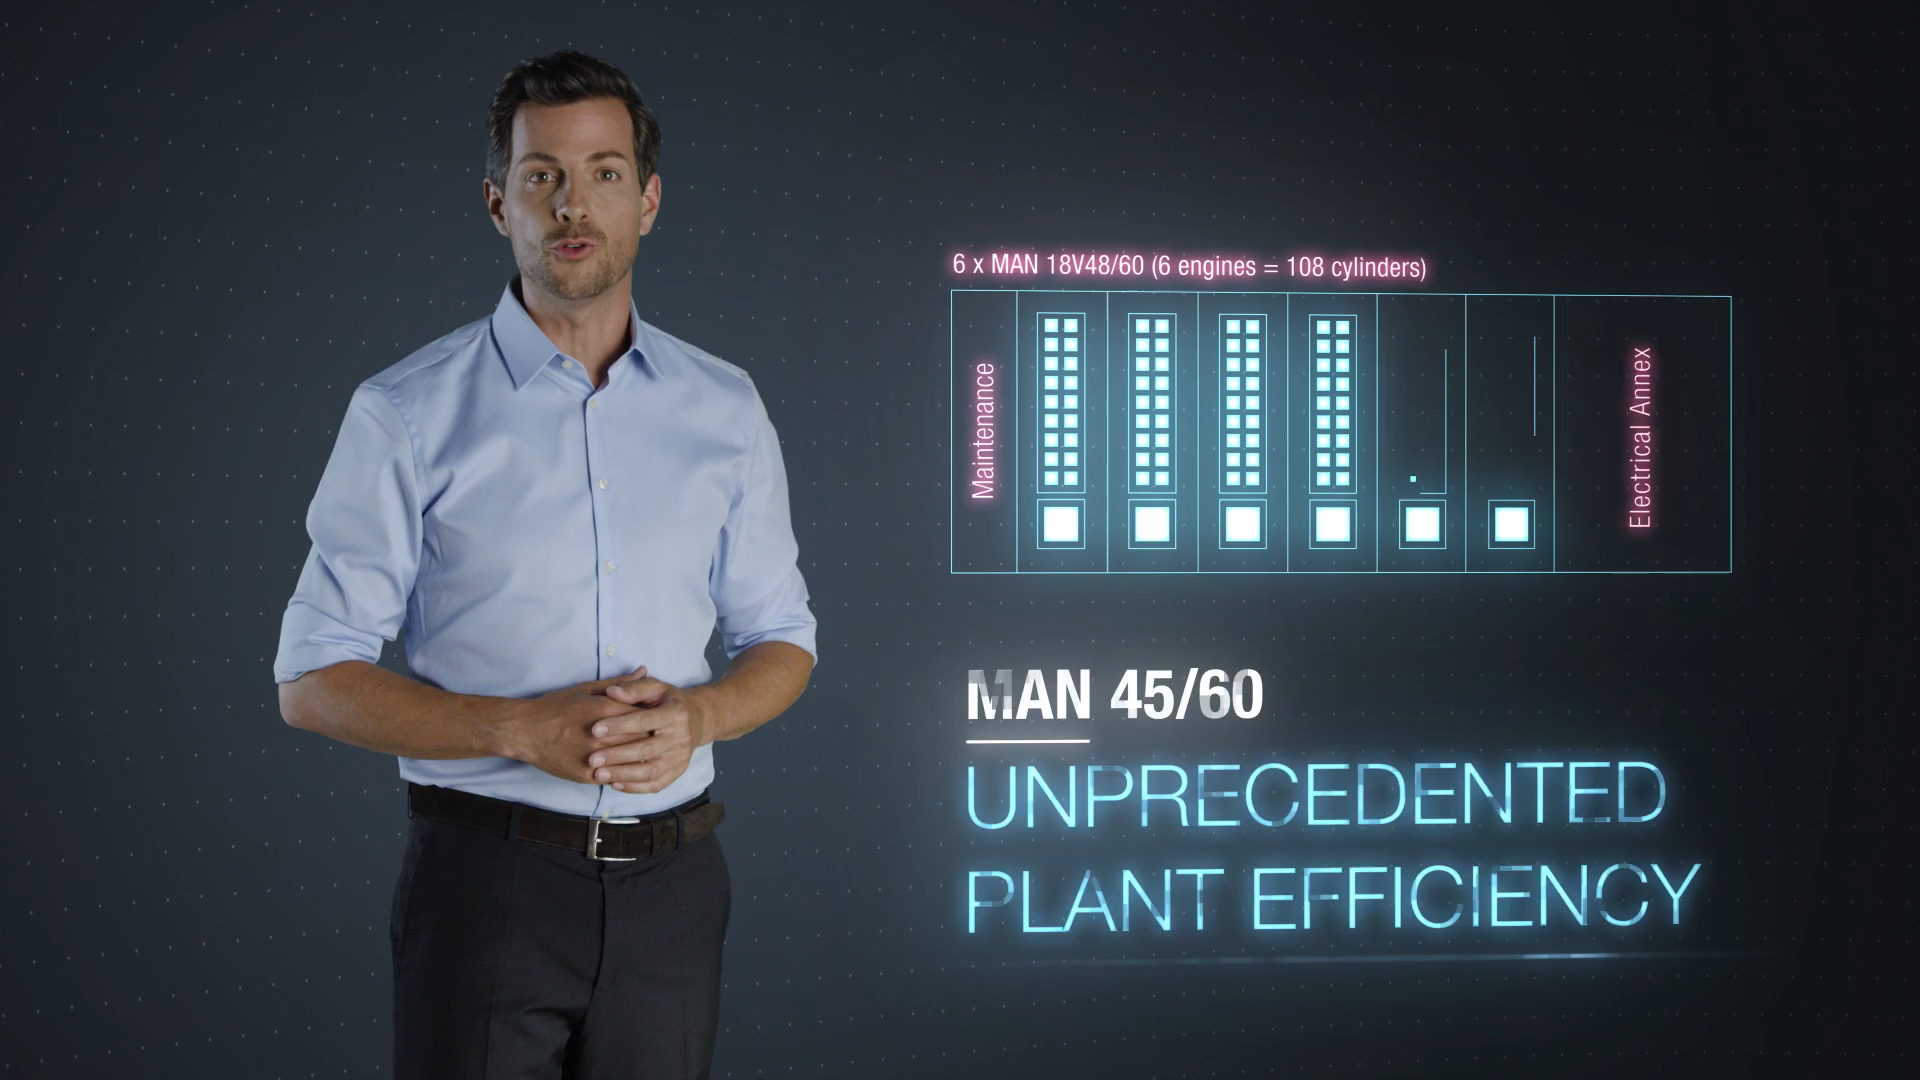 6 x MAN 18V48/60 (6 engines = 108 cylinders)
Maintenance
Electrical Annex
MAN 45/60
UNPRECEDENTED
PLANT EFFICIENCY